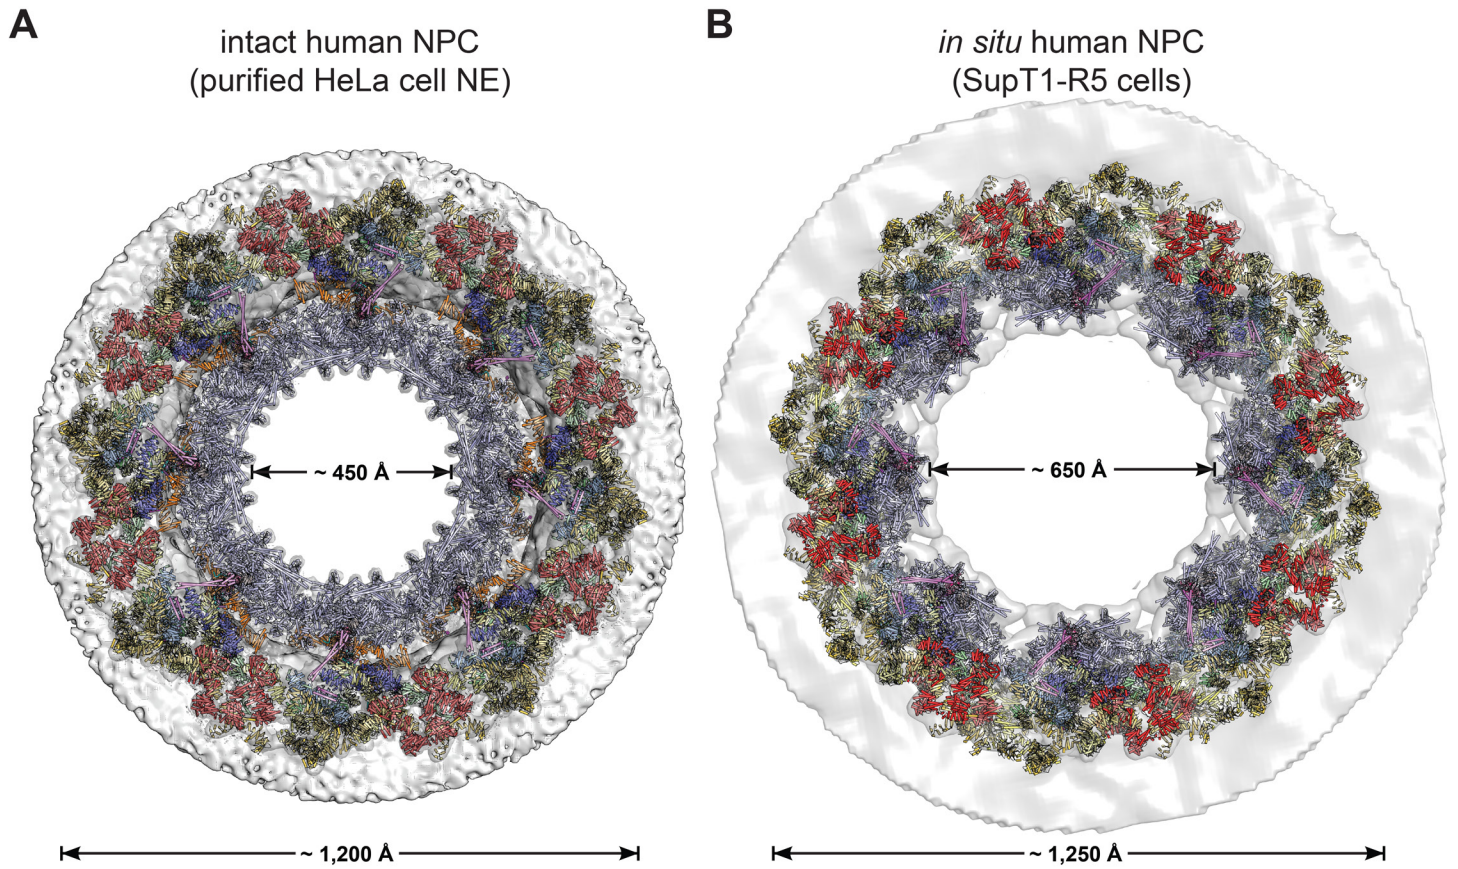 A
intact human NPC
(purified HeLa cell NE)
~ 450 Å
~ 1,200 Å
B
in situ human NPC
(SupT1-R5 cells)
~ 650 Å
~ 1,250 Å